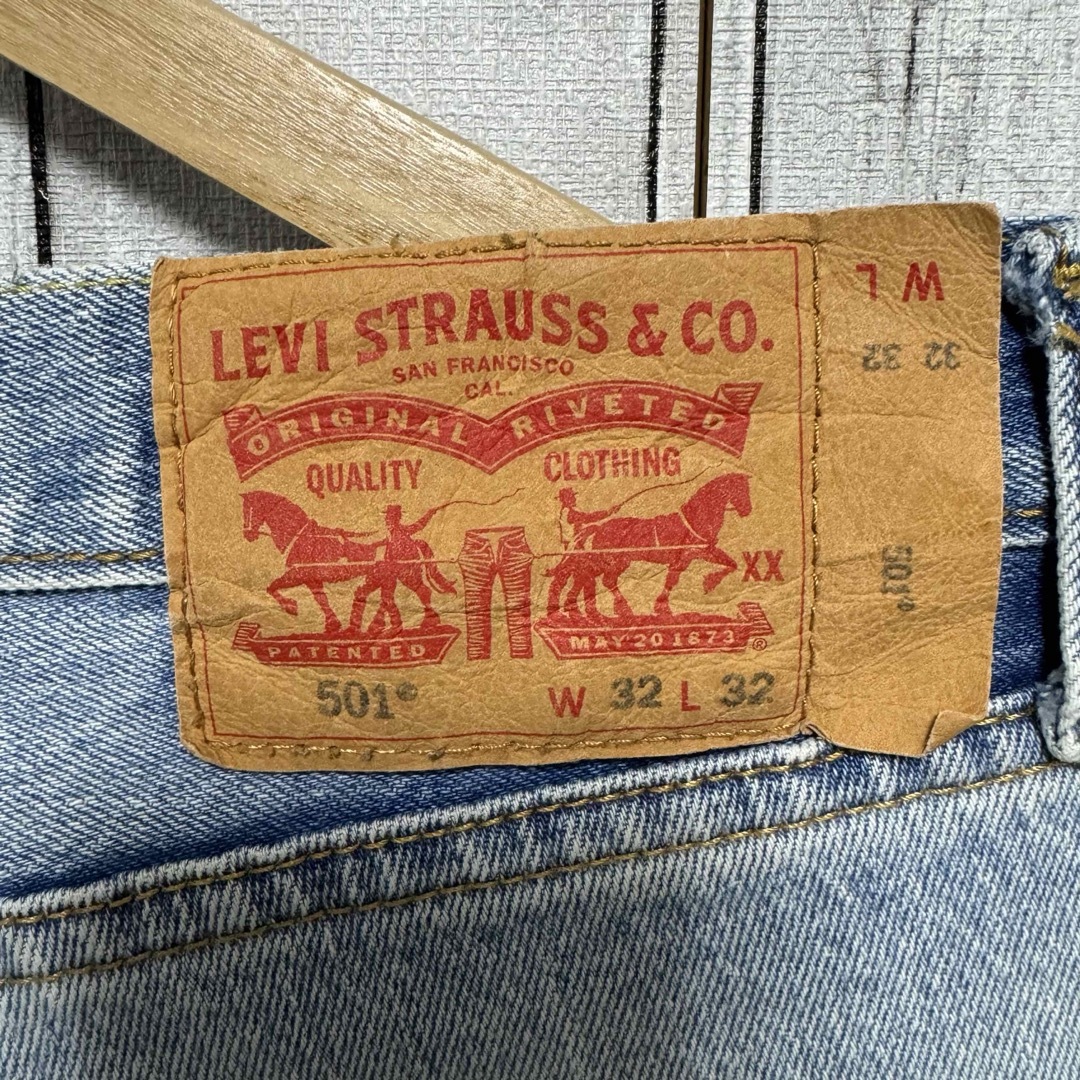 LEVI STRAUSS & CO.
SAN FRANCISCO
CAL.
ORIGINAL RIVETED
QUALITY CLOTHING
XX
PATENTED MAY 20 1873 ®
501® W 32 L 32
W L
32 32
501®